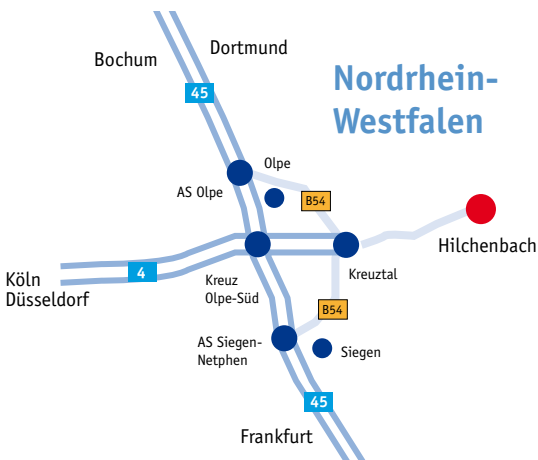 Dortmund
Bochum
Nordrhein-
Westfalen
45
Olpe
AS Olpe
B54
Hilchenbach
4
Köln
Düsseldorf
Kreuz
Olpe-Süd
Kreuztal
B54
AS Siegen-
Netphen
Siegen
45
Frankfurt